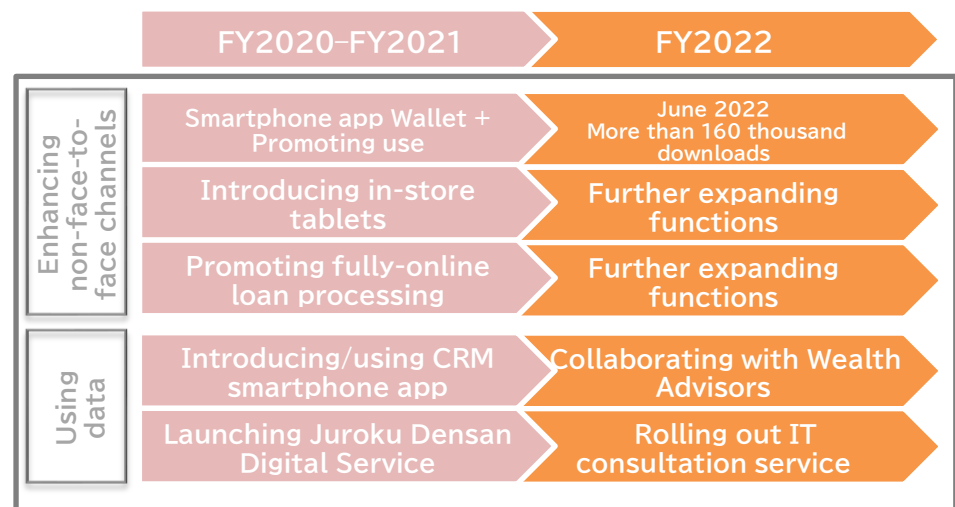 FY2020–FY2021
FY2022
Enhancing
non-face-to-
face channels
Smartphone app Wallet +
Promoting use
June 2022
More than 160 thousand
downloads
Introducing in-store
tablets
Further expanding
functions
Promoting fully-online
loan processing
Further expanding
functions
Using
data
Introducing/using CRM
smartphone app
Collaborating with Wealth
Advisors
Launching Juroku Densan
Digital Service
Rolling out IT
consultation service